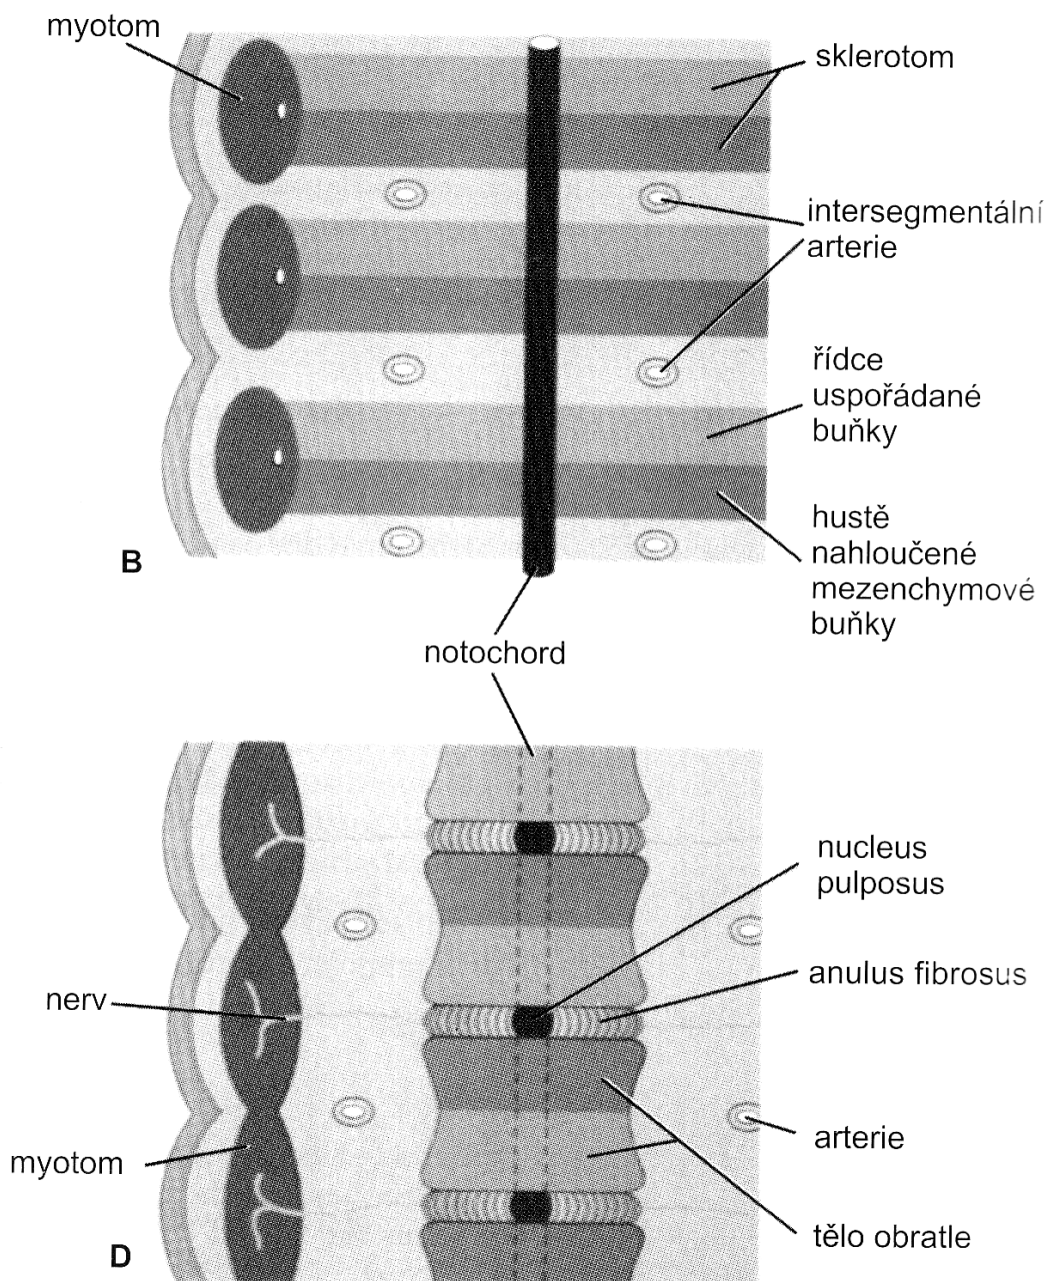 myotom
sklerotom
intersegmentální
arterie
řídce
uspořádané
buňky
hustě
nahloučené
mezenchymové
buňky
B
notochord
nucleus
pulposus
anulus fibrosus
nerv
arterie
myotom
tělo obratle
D